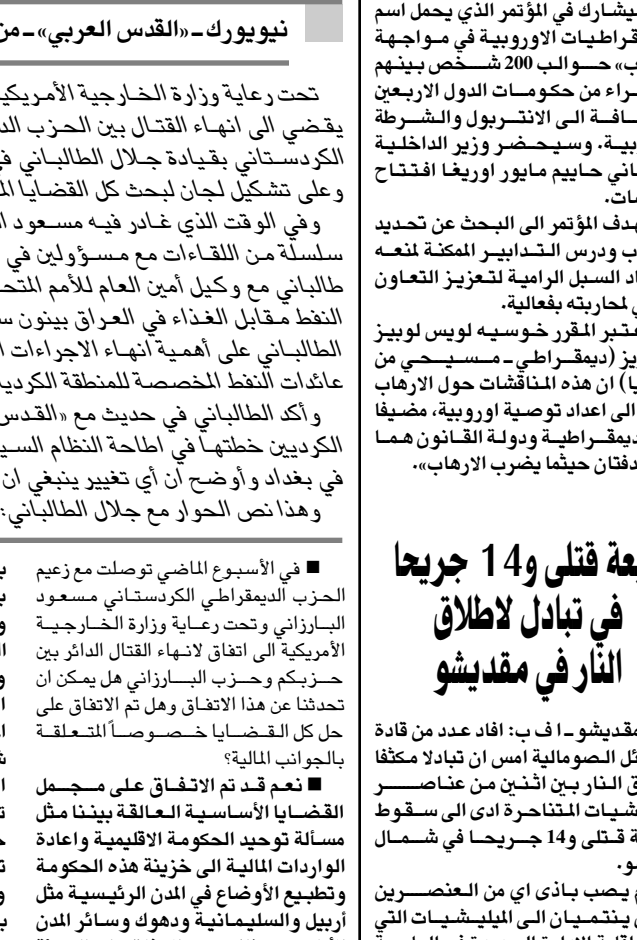 يشارك في المؤتمر الذي يحمل اسم
قراطيات الاوروبية في مواجهة
ب» حوالى 200 شخص بينهم
راء من حكومات الدول الاربعين
ـافة الى الانتربول والشرطة
بية. وسيحضر وزير الداخلية
اني حاييم مايور اوريغا افتتاح
ات.
هدف المؤتمر الى البحث عن تحديد
ب ودرس التدابير الممكنة لمنعه
اد السبل الرامية لتعزيز التعاون
ي لمحاربته بفعالية.
عتبر المقرر خوسيه لويس لوبيز
يز (ديمقراطي ـ مسيحي من
يا) ان هذه المناقشات حول الارهاب
الى اعداد توصية اوروبية، مضيفا
ديمقراطية ودولة القانون هما
دفتان حيثما يضرب الارهاب».
عة قتلى و14 جريحا
في تبادل لاطلاق
النار في مقديشو
مقديشو ـ ا ف ب: افاد عدد من قادة
ئل الصومالية امس ان تبادلا مكثفا
ق النار بين اثنين من عناصر
شيات المتناحرة ادى الى سقوط
ة قتلى و14 جريحا في شمال
و.
م يصب باذى اي من العنصرين
ن ينتميان الى الميليشيات التي
نيويورك ـ «القدس العربي» ـ من
تحت رعاية وزارة الخارجية الأمريكي
يقضي الى انهاء القتال بين الحزب الد
الكردستاني بقيادة جلال الطالباني في
وعلى تشكيل لجان لبحث كل القضايا الم
وفي الوقت الذي غادر فيه مسعود ا
سلسلة من اللقاءات مع مسؤولين في
طالباني مع وكيل أمين العام للأمم المتحـ
النفط مقابل الغذاء في العراق بينون س
الطالباني على أهمية انهاء الاجراءات ا
عائدات النفط المخصصة للمنطقة الكردي
وأكد الطالباني في حديث مع «القدس
الكرديين خطتها في اطاحة النظام السي
في بغداد وأوضح ان أي تغيير ينبغي ان
وهذا نص الحوار مع جلال الطالباني:
■ في الأسبوع الماضي توصلت مع زعيم
الحزب الديمقراطي الكردستاني مسعود
البارزاني وتحت رعاية وزارة الخارجية
الأمريكية الى اتفاق لانهاء القتال الدائر بين
حزبكم وحزب البارزاني هل يمكن ان
تحدثنا عن هذا الاتفاق وهل تم الاتفاق على
حل كل القضايا خصوصاً المتعلقة
بالجوانب المالية؟
■ نعم قد تم الاتفاق على مجمل
القضايا الأساسية العالقة بيننا مثل
مسألة توحيد الحكومة الاقليمية واعادة
الواردات المالية الى خزينة هذه الحكومة
وتطبيع الأوضاع في المدن الرئيسية مثل
أربيل والسليمانية ودهوك وسائر المدن